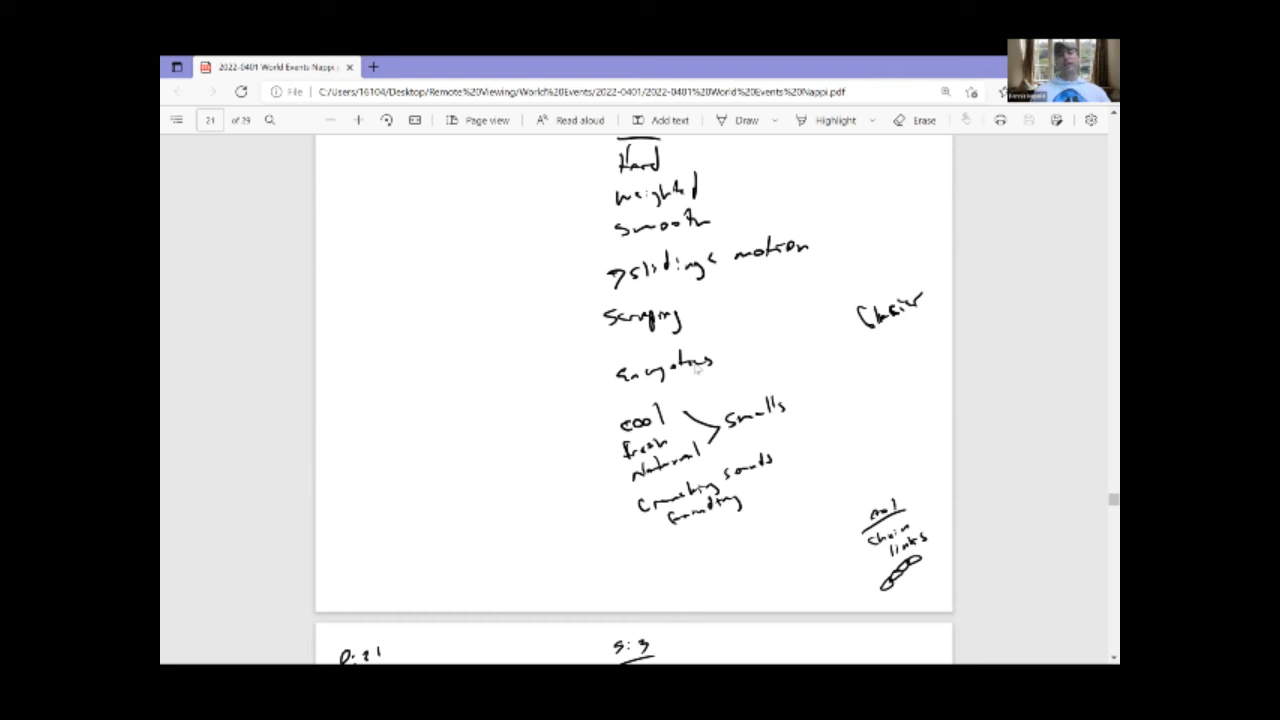 2022-0401 World Events Nappi.
File
C:/Users/16104/Desktop/Remote%20Viewing/World%20Events/2022-0401/2022-0401%20World%20Events%20Nappi.pdf
21 of 29
Page view
Read aloud
Add text
Draw
Highlight
Erase
Hard
weighted
smooth
sliding motion
scraping
cool
fresh
Natural
smells
crunching sounds
chain
links
P:21
S:3